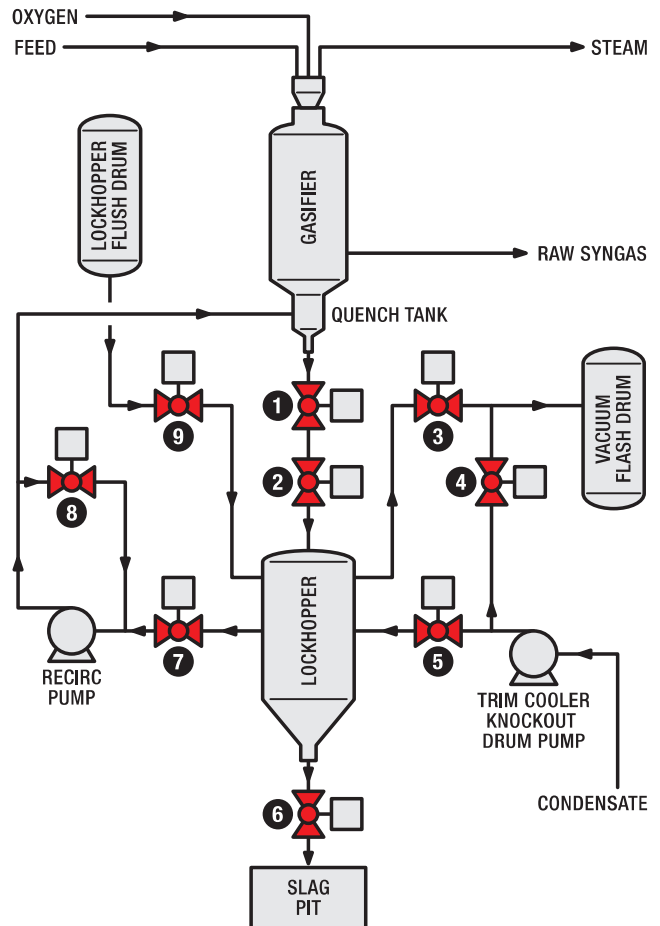 OXYGEN
FEED
STEAM
LOCKHOPPER
FLUSH DRUM
GASIFIER
RAW SYNGAS
QUENCH TANK
1
3
9
VACUUM
FLASH DRUM
2
4
8
LOCKHOPPER
7
5
RECIRC
PUMP
TRIM COOLER
KNOCKOUT
DRUM PUMP
CONDENSATE
6
SLAG
PIT